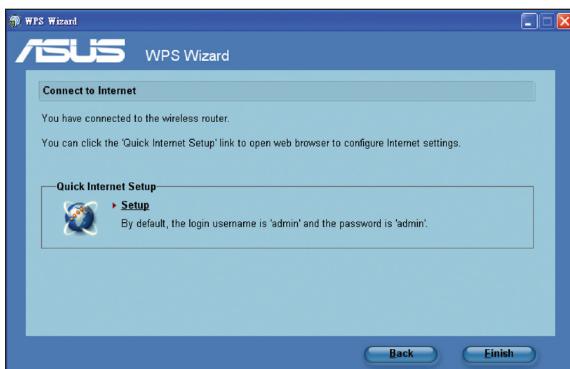 WPS Wizard
ASUS WPS Wizard
Connect to Internet
You have connected to the wireless router.
You can click the 'Quick Internet Setup' link to open web browser to configure Internet settings.
Quick Internet Setup
Setup
By default, the login username is 'admin' and the password is 'admin'.
Back Finish